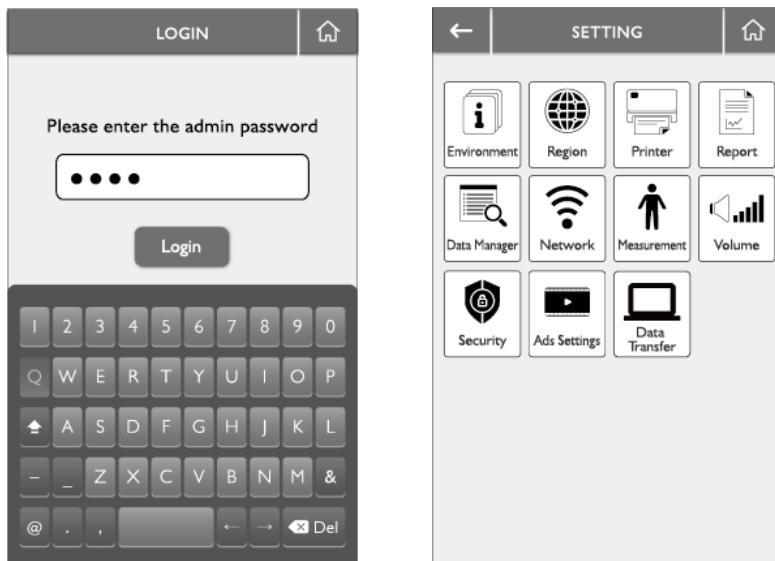 LOGIN
Please enter the admin password
••••
Login
1 2 3 4 5 6 7 8 9 0
Q W E R T Y U I O P
A S D F G H J K L
- _ Z X C V B N M &
@ . , ← → Del
← SETTING
Environment Region Printer Report
Data Manager Network Measurement Volume
Security Ads Settings Data
Transfer